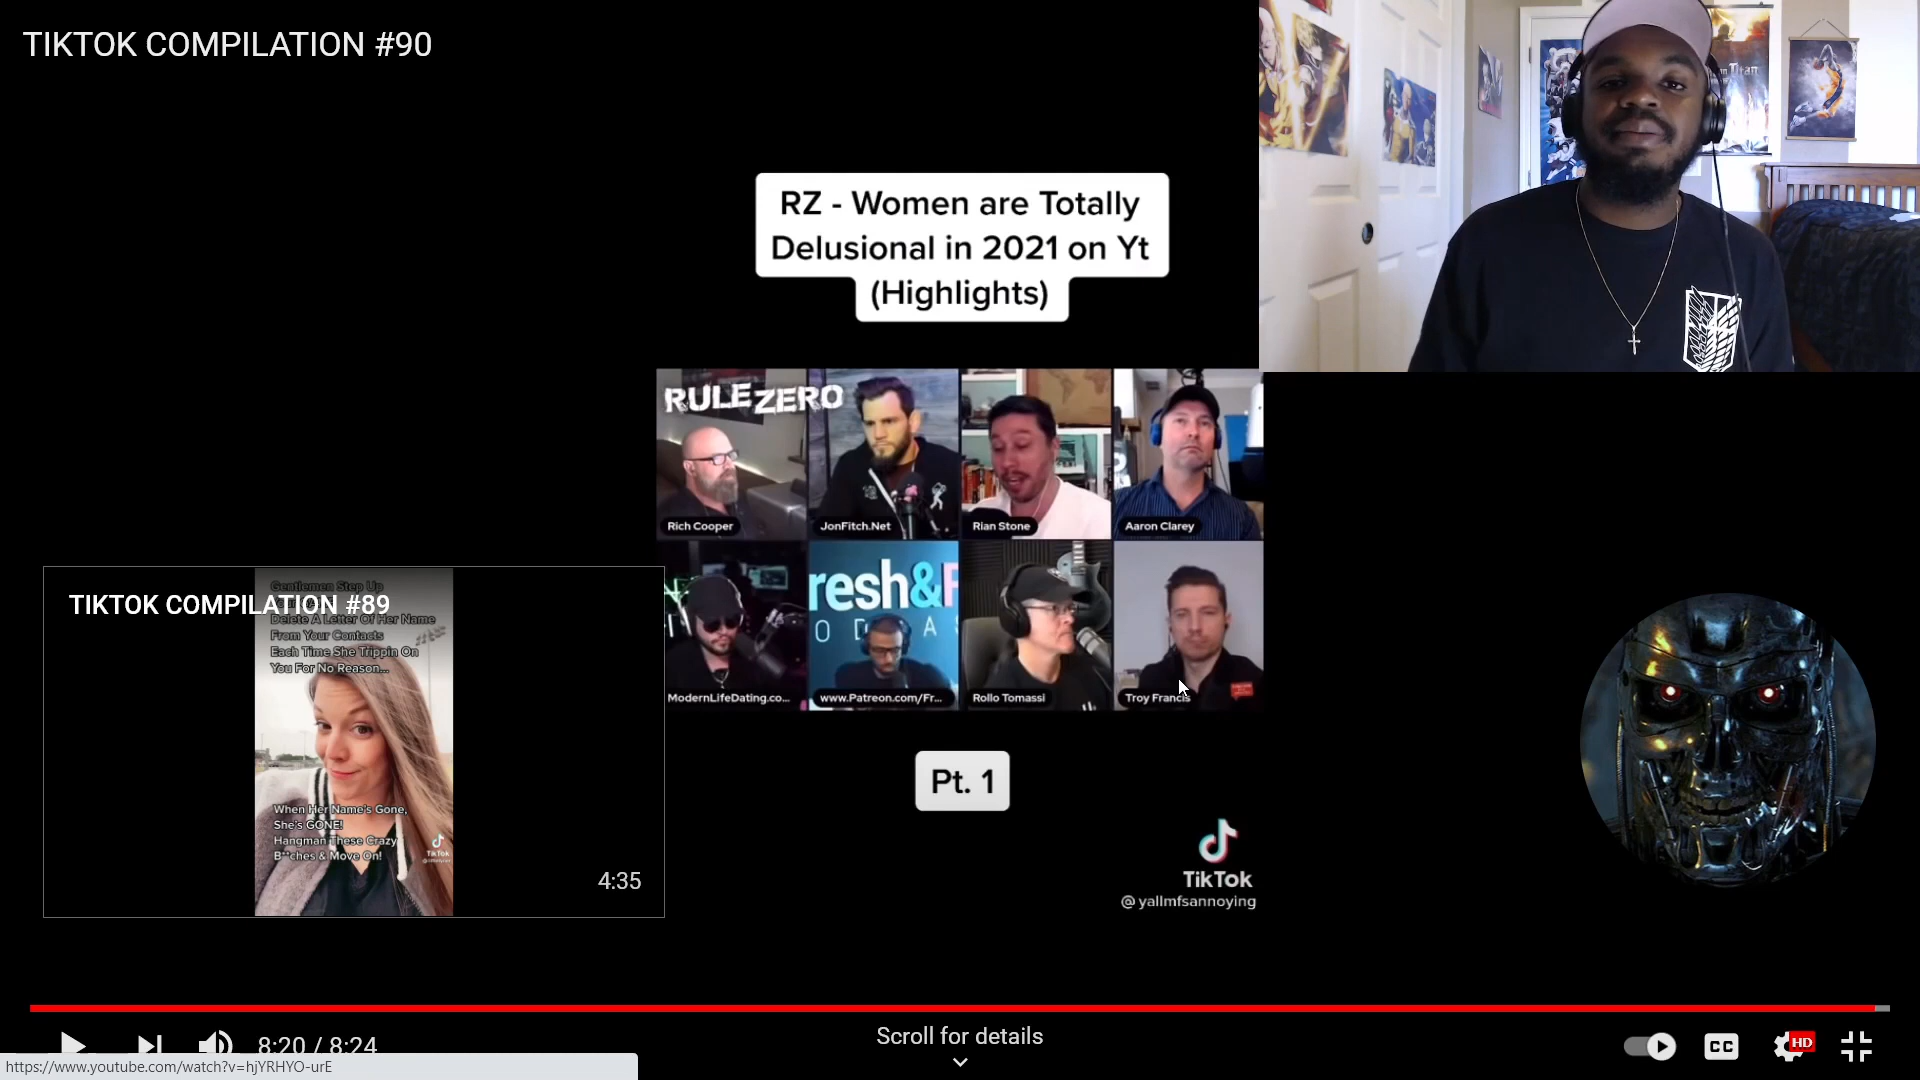 TIKTOK COMPILATION #90
RZ - Women are Totally
Delusional in 2021 on Yt
(Highlights)
RULE ZERO
Rich Cooper
JonFitch.Net
Rian Stone
Aaron Clarey
resh&F
O D A S
ModernLifeDating.co...
www.Patreon.com/Fr...
Rollo Tomassi
Troy Francis
Pt. 1
TikTok
@yallmfsannoying
Gentlemen Step Up
TIKTOK COMPILATION #89
Delete A Letter Of Her Name
From Your Contacts
Each Time She Trippin On
You For No Reason...
When Her Name's Gone,
She's GONE!
Hangman These Crazy
B**ches & Move On!
TikTok
4:35
8:20 / 8:24
Scroll for details
CC
HD
https://www.youtube.com/watch?v=hjYRHYO-urE